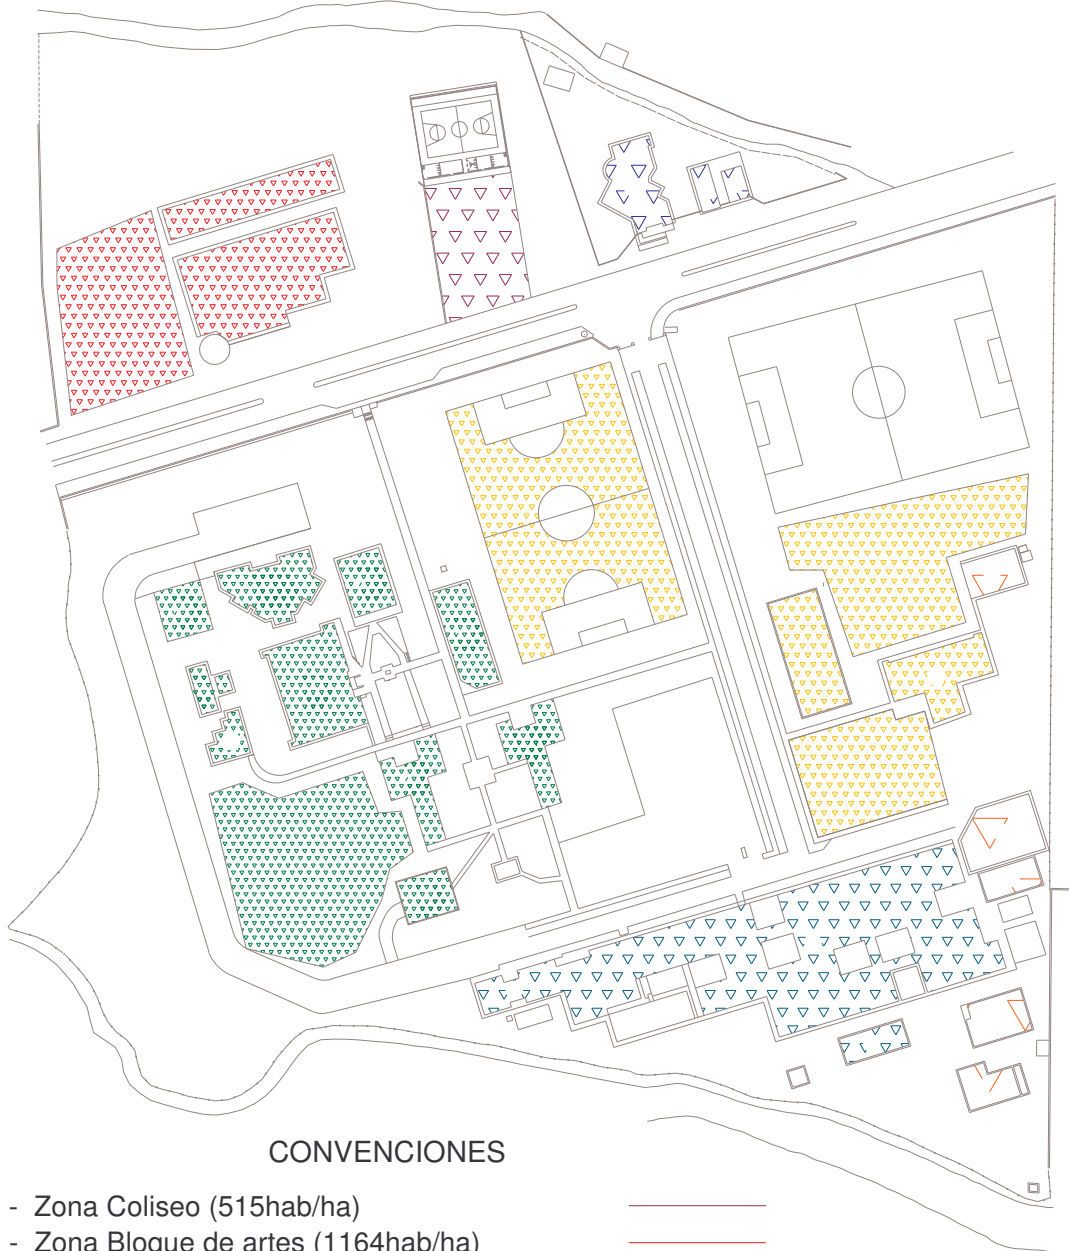 CONVENCIONES
- Zona Coliseo (515hab/ha)
- Zona Bloque de artes (1164hab/ha)